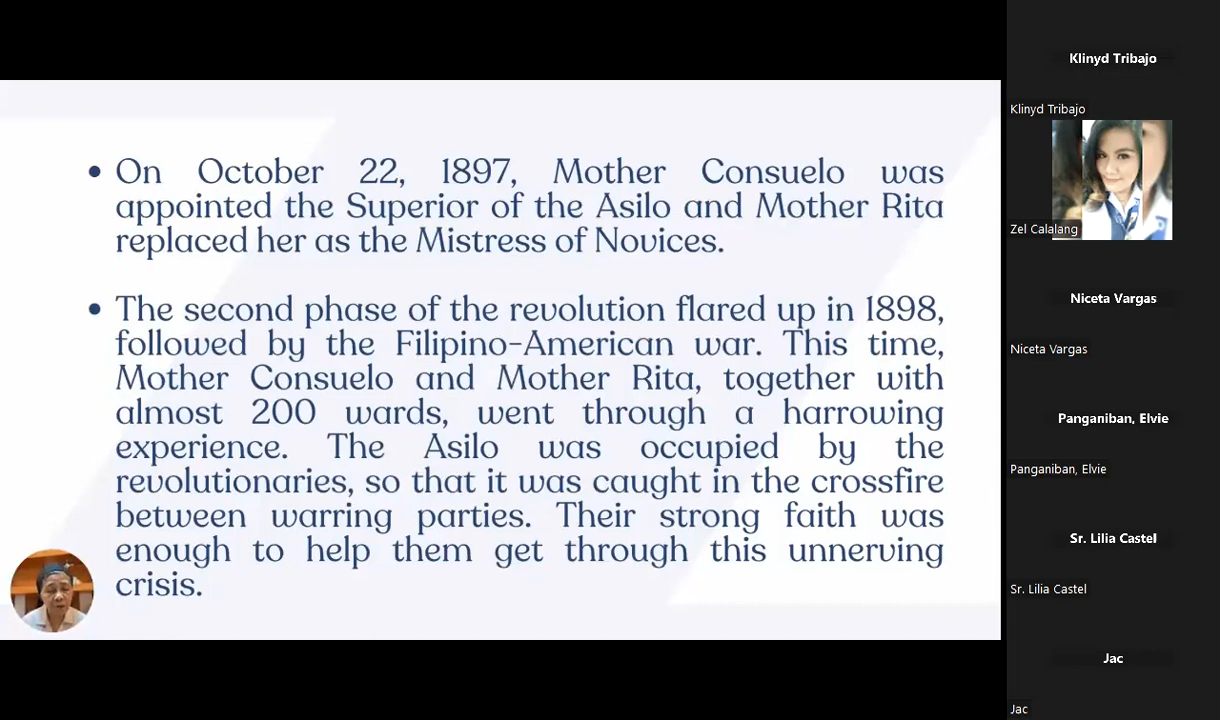 • On October 22, 1897, Mother Consuelo was
appointed the Superior of the Asilo and Mother Rita
replaced her as the Mistress of Novices.
• The second phase of the revolution flared up in 1898,
followed by the Filipino-American war. This time,
Mother Consuelo and Mother Rita, together with
almost 200 wards, went through a harrowing
experience. The Asilo was occupied by the
revolutionaries, so that it was caught in the crossfire
between warring parties. Their strong faith was
enough to help them get through this unnerving
crisis.
Klinyd Tribajo
Klinyd Tribajo
Zel Calalang
Niceta Vargas
Niceta Vargas
Panganiban, Elvie
Panganiban, Elvie
Sr. Lilia Castel
Sr. Lilia Castel
Jac
Jac